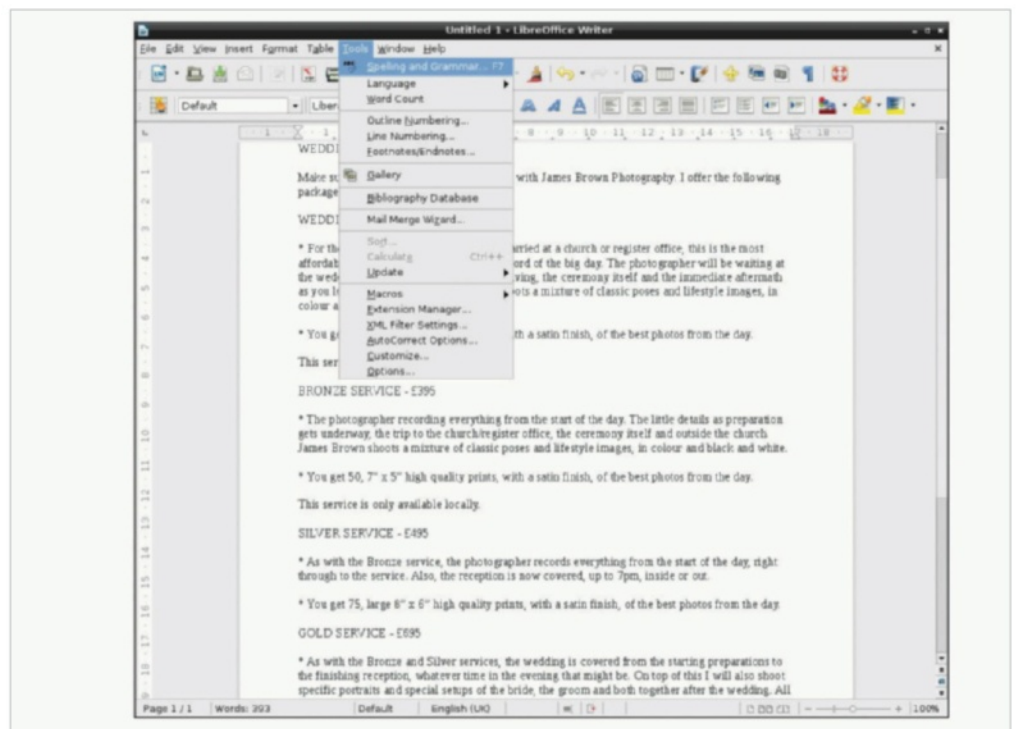 Untitled 1 - LibreOffice Writer
File Edit View Insert Format Table Tools Window Help
Spelling and Grammar... F7
Language
Word Count
Default
Liber
Outline Numbering...
Line Numbering...
Footnotes/Endnotes...
Gallery
Bibliography Database
Mail Merge Wizard...
Sort...
Calculate Ctrl++
Update
Macros
Extension Manager...
XML Filter Settings...
AutoCorrect Options...
Customize...
Options...
WEDDI
Make su with James Brown Photography. I offer the following
package
WEDDI
* For the arried at a church or register office, this is the most
affordab ord of the big day. The photographer will be waiting at
the wedd ving, the ceremony itself and the immediate aftermath
as you le oots a mixture of classic poses and lifestyle images, in
colour a
* You ge th a satin finish, of the best photos from the day.
This ser
BRONZE SERVICE - £395
* The photographer recording everything from the start of the day. The little details as preparation
gets underway, the trip to the church/register office, the ceremony itself and outside the church
James Brown shoots a mixture of classic poses and lifestyle images, in colour and black and white.
* You get 50, 7" x 5" high quality prints, with a satin finish, of the best photos from the day.
This service is only available locally.
SILVER SERVICE - £495
* As with the Bronze service, the photographer records everything from the start of the day, right
through to the service. Also, the reception is now covered, up to 7pm, inside or out.
* You get 75, large 8" x 6" high quality prints, with a satin finish, of the best photos from the day.
GOLD SERVICE - £695
* As with the Bronze and Silver services, the wedding is covered from the starting preparations to
the finishing reception, whatever time in the evening that might be. On top of this I will also shoot
specific portraits and special setups of the bride, the groom and both together after the wedding. All
Page 1 / 1 Words: 393 Default English (UK) 100%